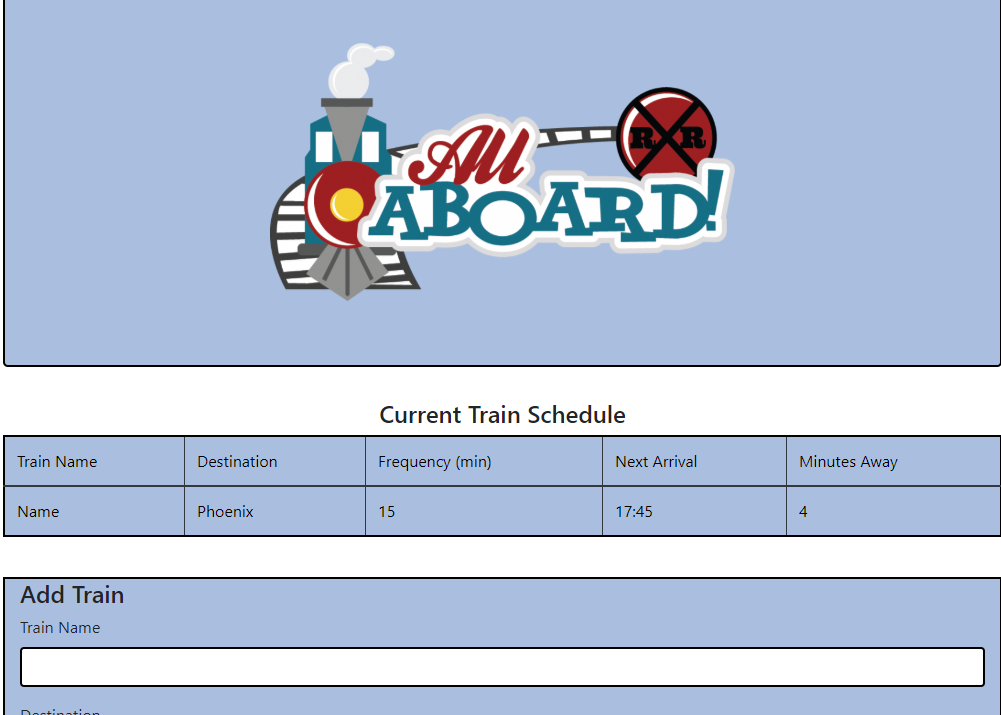 All
ABOARD!
R R
Current Train Schedule
Train Name Destination Frequency (min) Next Arrival Minutes Away
Name Phoenix 15 17:45 4
Add Train
Train Name
Destination